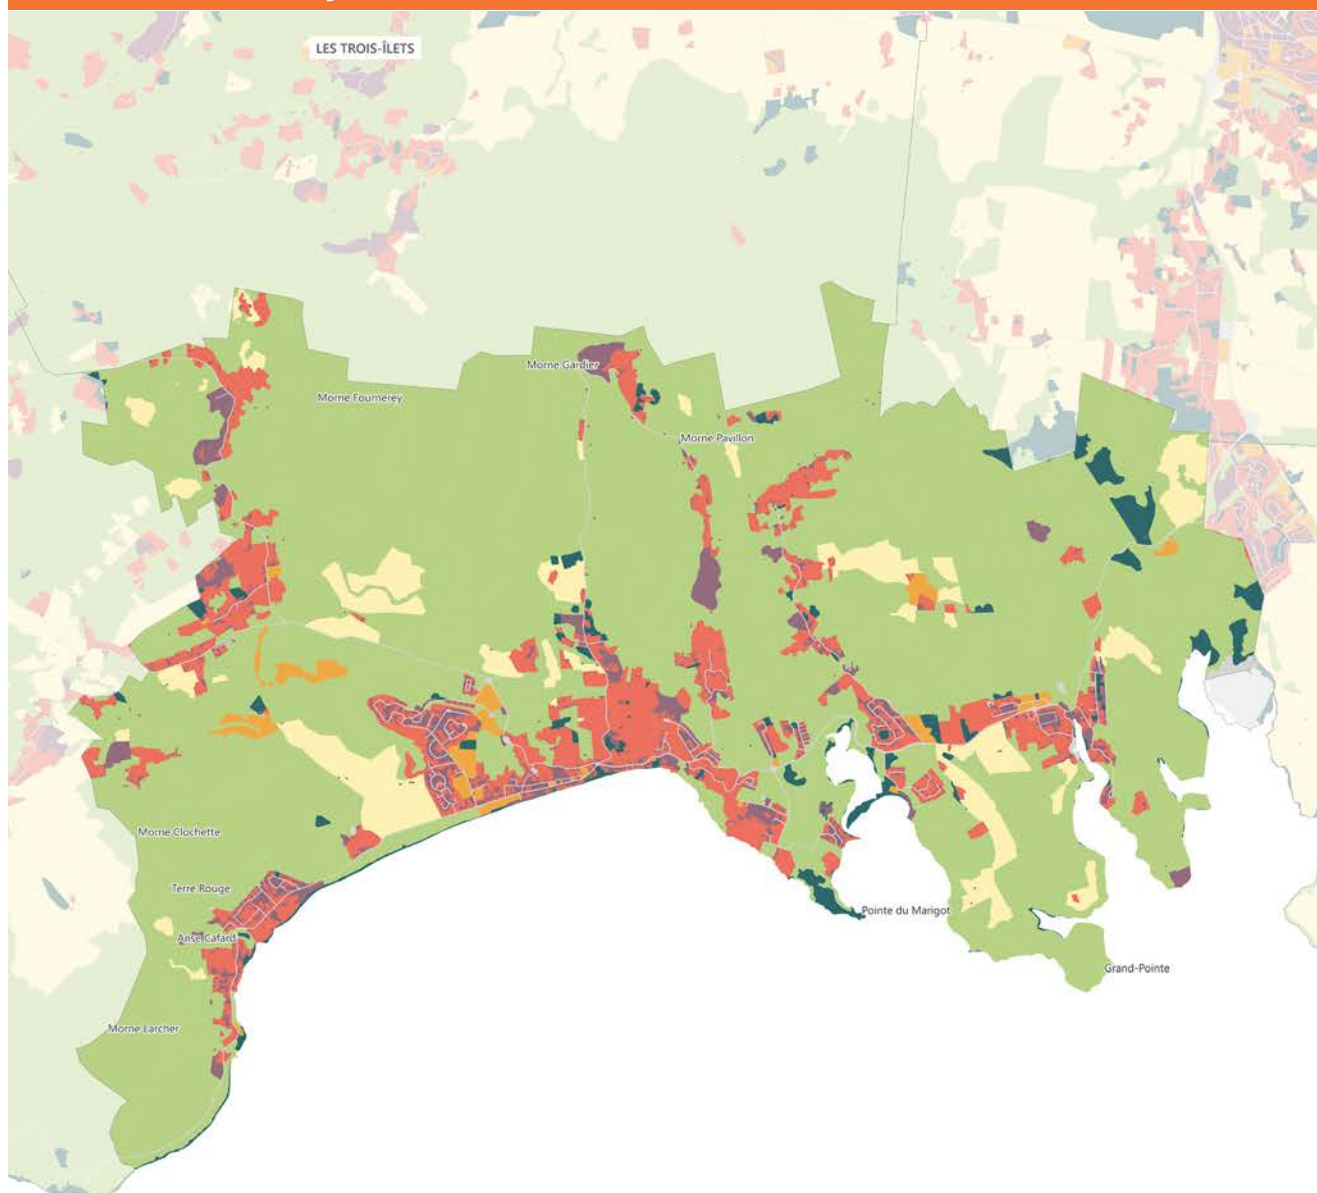 LES TROIS-ÎLETS
Morne Gardier
Morne Fournerey
Morne Pavillon
Morne Clochette
Terre Rouge
Anse Cafard
Pointe du Marigot
Grand-Pointe
Morne Larcher